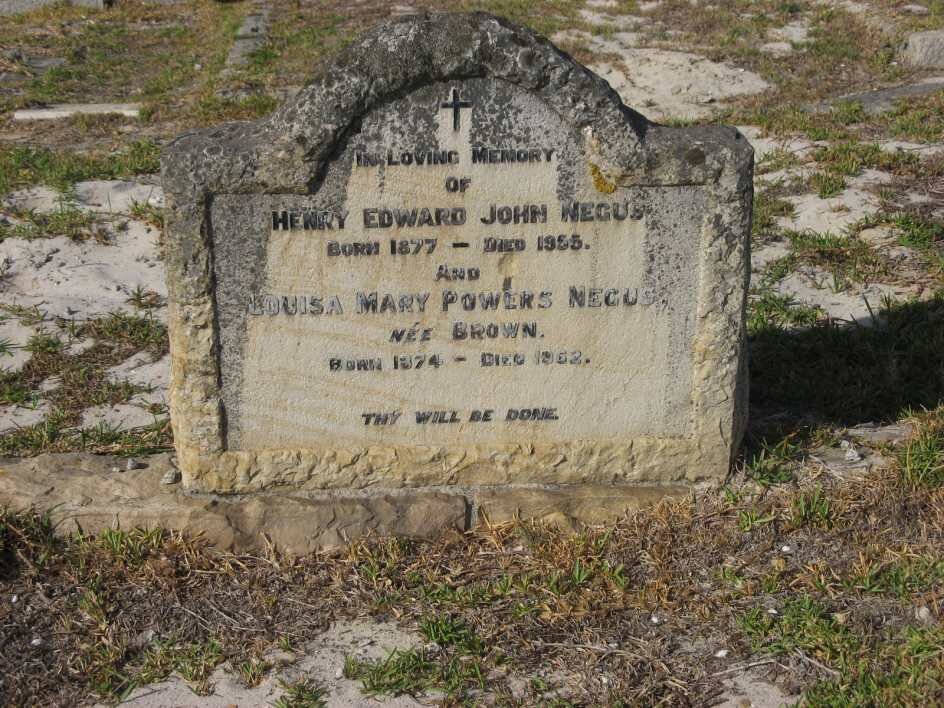 In Loving Memory
of
Henry Edward John Negus
Born 1877 – Died 1955.
And
Louisa Mary Powers Negus,
née Brown.
Born 1874 – Died 1962.
Thy will be done.